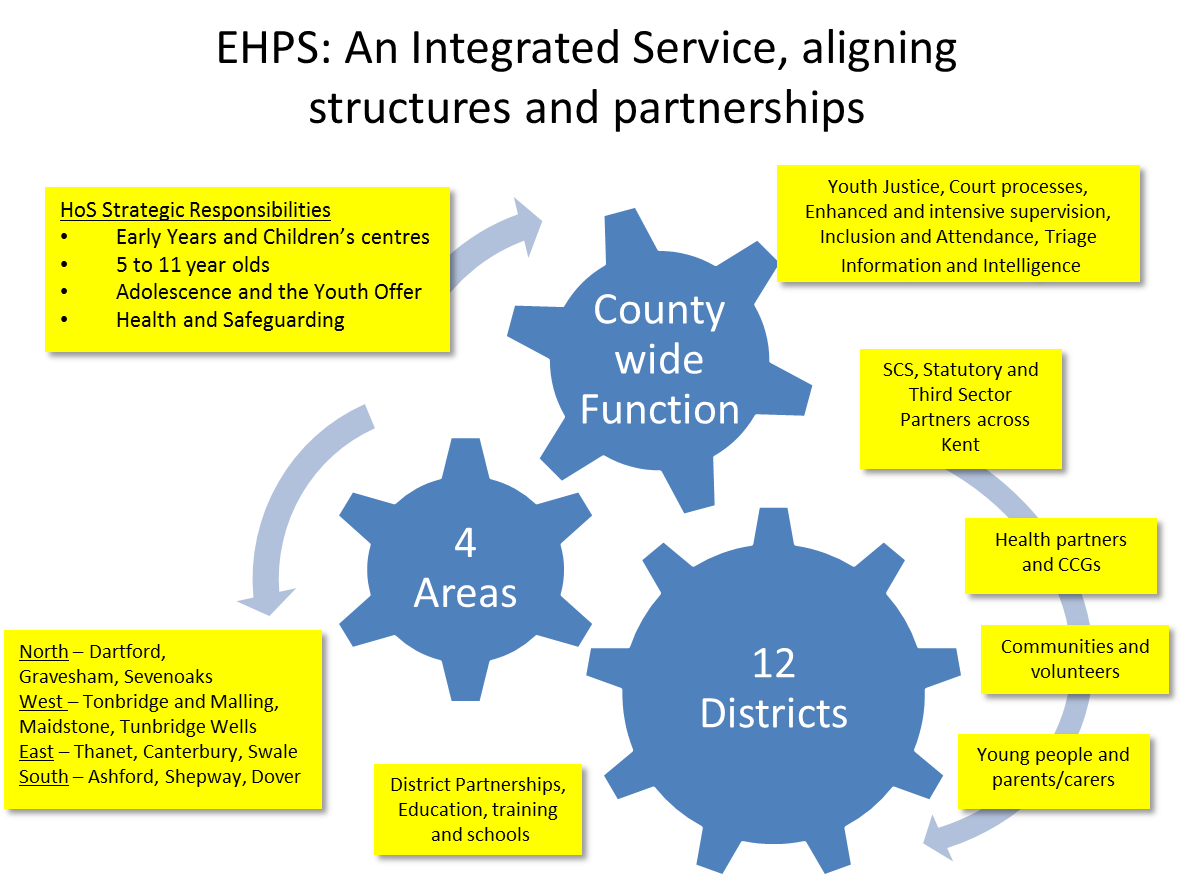 EHPS: An Integrated Service, aligning
structures and partnerships
HoS Strategic Responsibilities
• Early Years and Children’s centres
• 5 to 11 year olds
• Adolescence and the Youth Offer
• Health and Safeguarding
Youth Justice, Court processes,
Enhanced and intensive supervision,
Inclusion and Attendance, Triage
Information and Intelligence
County
wide
Function
SCS, Statutory and
Third Sector
Partners across
Kent
4
Areas
Health partners
and CCGs
12
Districts
Communities and
volunteers
North – Dartford,
Gravesham, Sevenoaks
West – Tonbridge and Malling,
Maidstone, Tunbridge Wells
East – Thanet, Canterbury, Swale
South – Ashford, Shepway, Dover
Young people and
parents/carers
District Partnerships,
Education, training
and schools